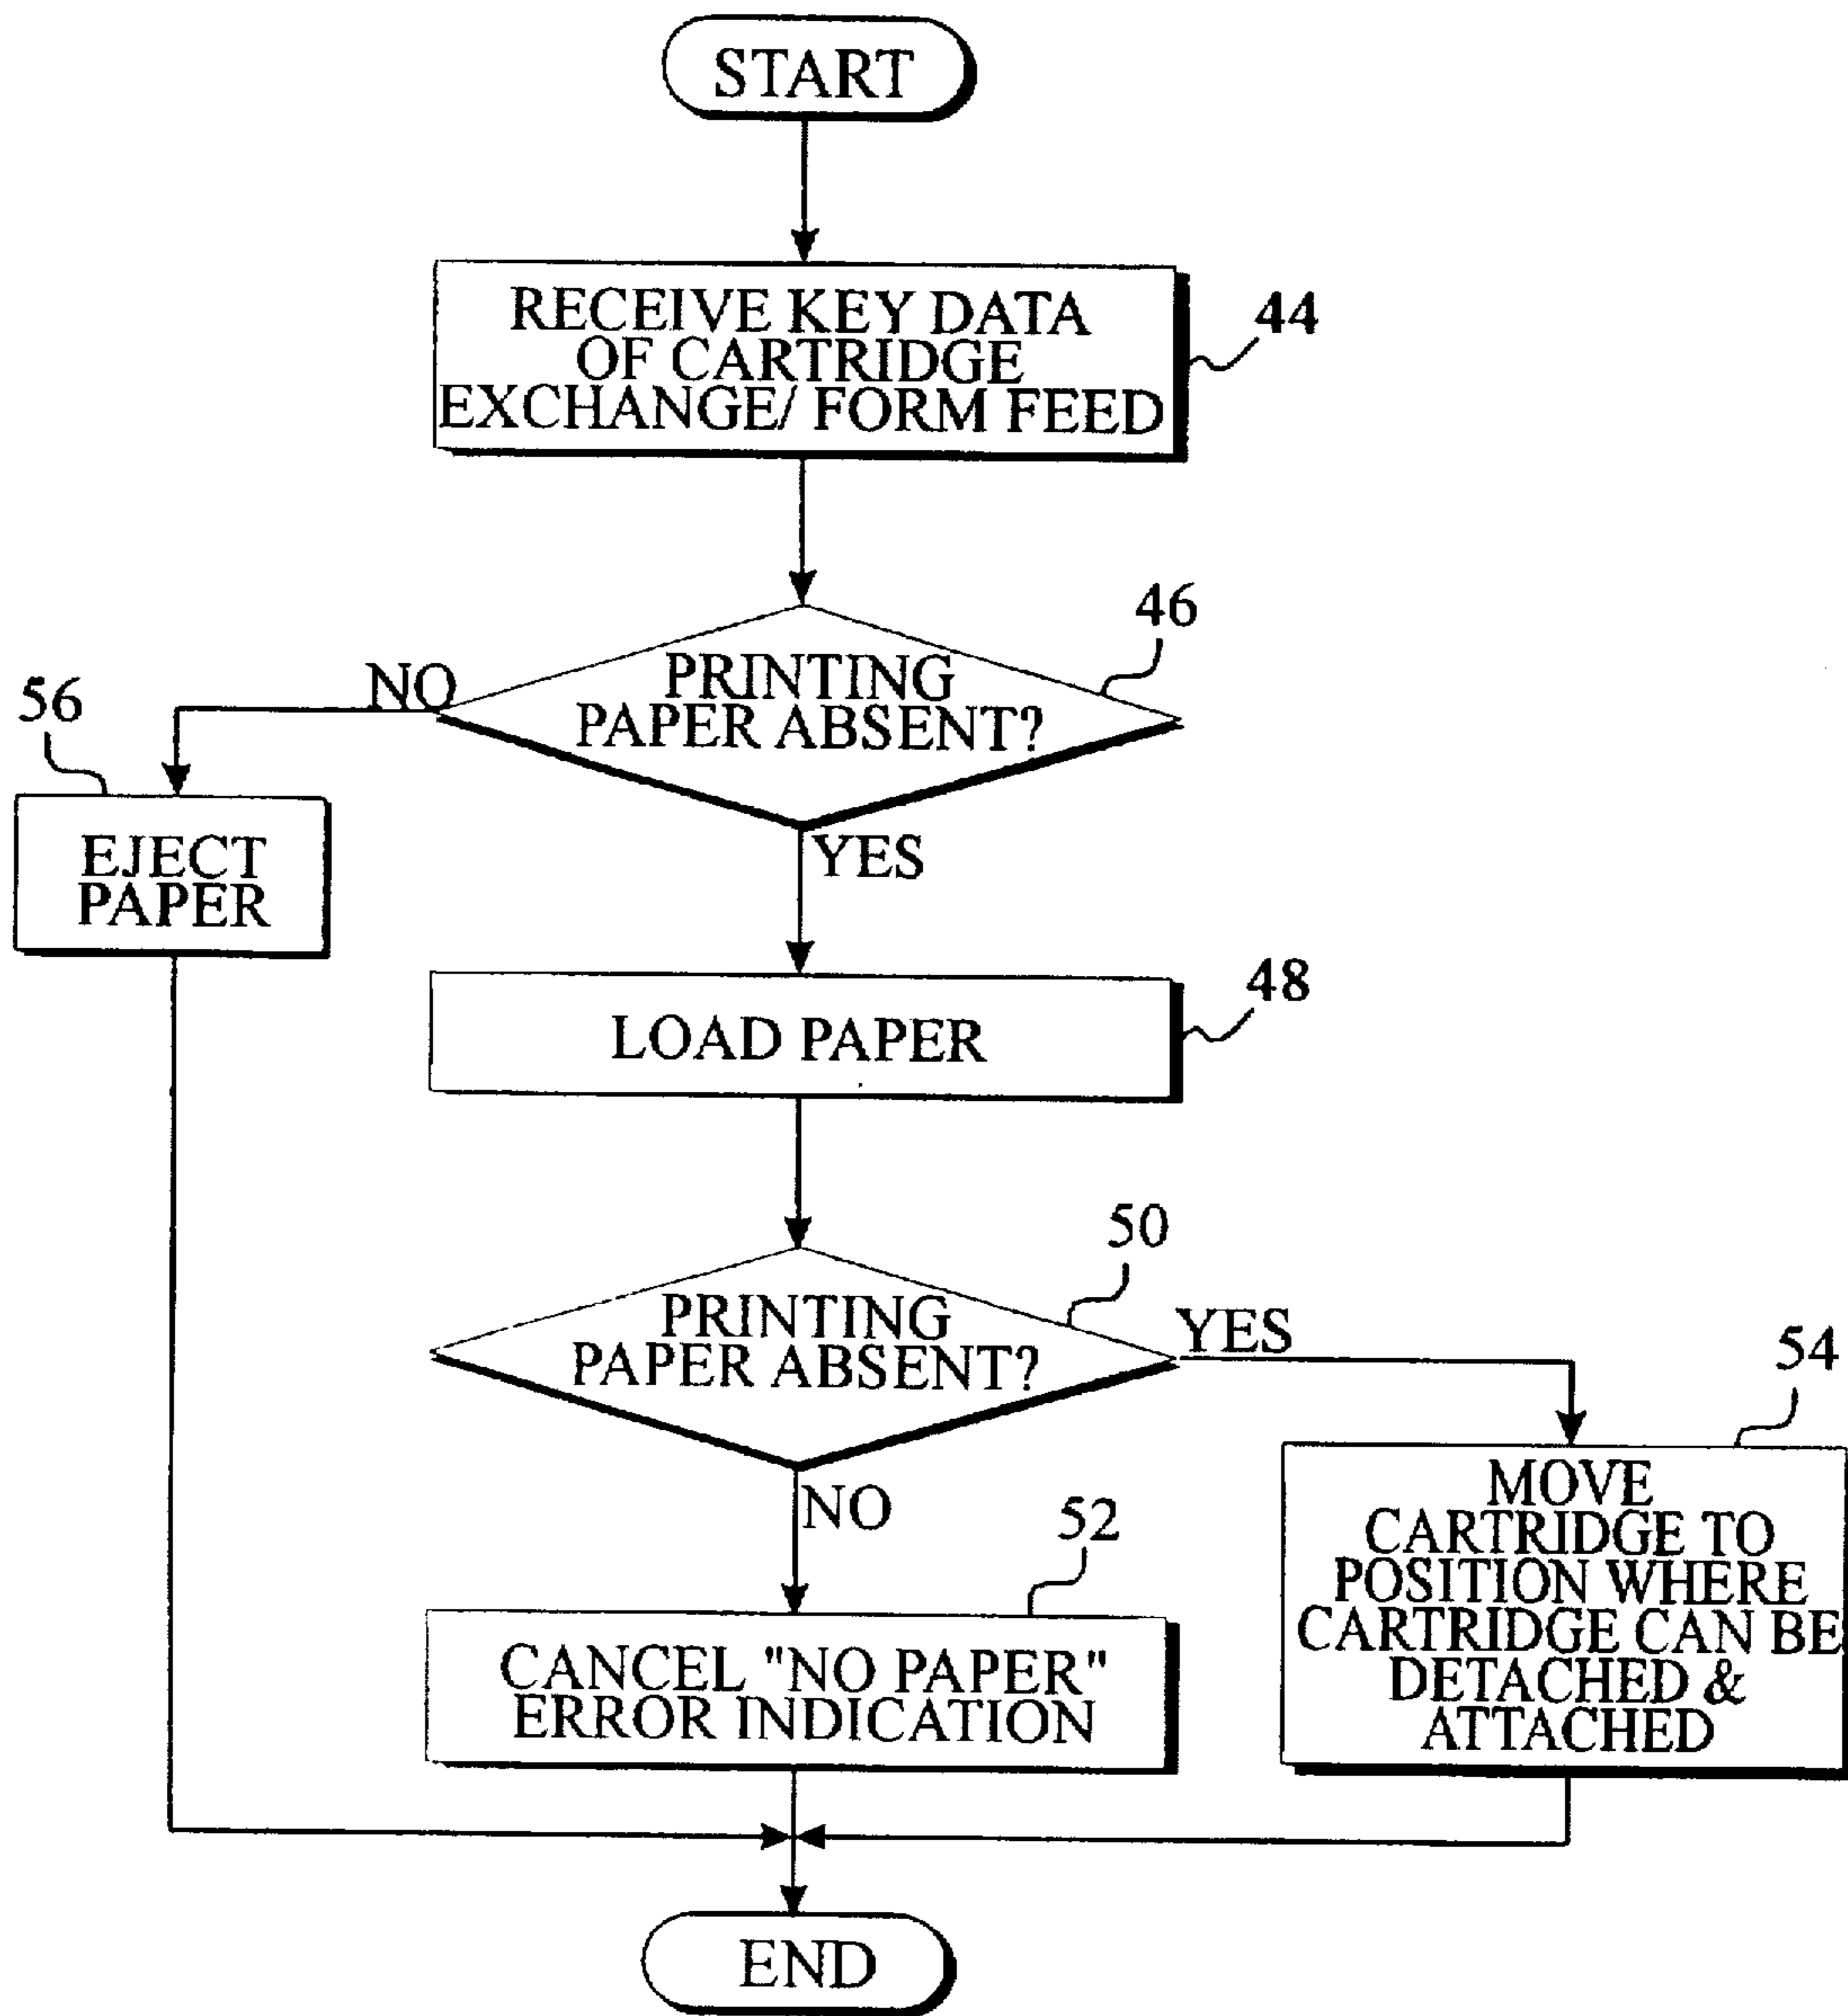 START
RECEIVE KEY DATA
OF CARTRIDGE
EXCHANGE/ FORM FEED
44
46
PRINTING
PAPER ABSENT?
NO
56
EJECT
PAPER
YES
LOAD PAPER
48
50
PRINTING
PAPER ABSENT?
YES
54
MOVE
CARTRIDGE TO
POSITION WHERE
CARTRIDGE CAN BE
DETACHED &
ATTACHED
NO
52
CANCEL "NO PAPER"
ERROR INDICATION
END